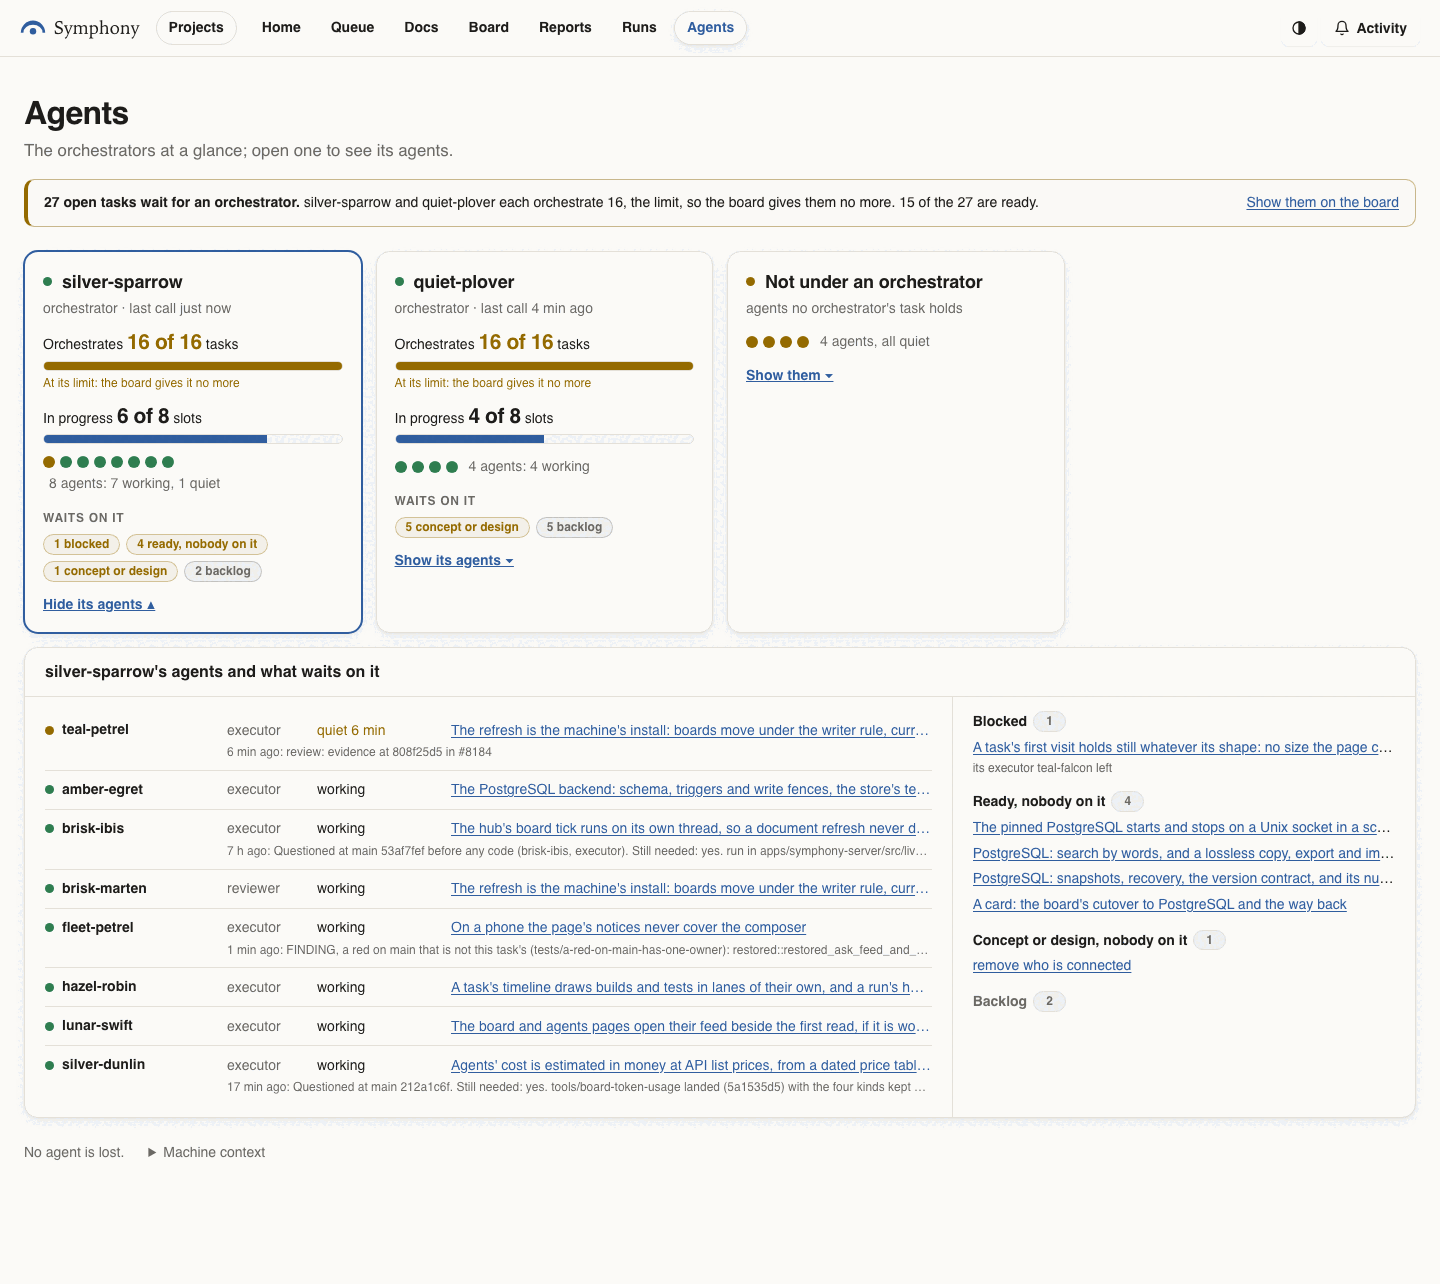 Symphony
Projects
Home
Queue
Docs
Board
Reports
Runs
Agents
Activity
Agents
The orchestrators at a glance; open one to see its agents.
27 open tasks wait for an orchestrator. silver-sparrow and quiet-plover each orchestrate 16, the limit, so the board gives them no more. 15 of the 27 are ready.
Show them on the board
silver-sparrow
orchestrator · last call just now
Orchestrates 16 of 16 tasks
At its limit: the board gives it no more
In progress 6 of 8 slots
8 agents: 7 working, 1 quiet
WAITS ON IT
1 blocked
4 ready, nobody on it
1 concept or design
2 backlog
Hide its agents ▴
quiet-plover
orchestrator · last call 4 min ago
Orchestrates 16 of 16 tasks
At its limit: the board gives it no more
In progress 4 of 8 slots
4 agents: 4 working
WAITS ON IT
5 concept or design
5 backlog
Show its agents ▾
Not under an orchestrator
agents no orchestrator's task holds
4 agents, all quiet
Show them ▾
silver-sparrow's agents and what waits on it
teal-petrel executor quiet 6 min The refresh is the machine's install: boards move under the writer rule, curr…
6 min ago: review: evidence at 808f25d5 in #8184
amber-egret executor working The PostgreSQL backend: schema, triggers and write fences, the store's te…
brisk-ibis executor working The hub's board tick runs on its own thread, so a document refresh never d…
7 h ago: Questioned at main 53af7fef before any code (brisk-ibis, executor). Still needed: yes. run in apps/symphony-server/src/liv…
brisk-marten reviewer working The refresh is the machine's install: boards move under the writer rule, curr…
fleet-petrel executor working On a phone the page's notices never cover the composer
1 min ago: FINDING, a red on main that is not this task's (tests/a-red-on-main-has-one-owner): restored::restored_ask_feed_and_…
hazel-robin executor working A task's timeline draws builds and tests in lanes of their own, and a run's h…
lunar-swift executor working The board and agents pages open their feed beside the first read, if it is wo…
silver-dunlin executor working Agents' cost is estimated in money at API list prices, from a dated price tabl…
17 min ago: Questioned at main 212a1c6f. Still needed: yes. tools/board-token-usage landed (5a1535d5) with the four kinds kept …
Blocked 1
A task's first visit holds still whatever its shape: no size the page c…
its executor teal-falcon left
Ready, nobody on it 4
The pinned PostgreSQL starts and stops on a Unix socket in a sc…
PostgreSQL: search by words, and a lossless copy, export and im…
PostgreSQL: snapshots, recovery, the version contract, and its nu…
A card: the board's cutover to PostgreSQL and the way back
Concept or design, nobody on it 1
remove who is connected
Backlog 2
No agent is lost.
▶ Machine context